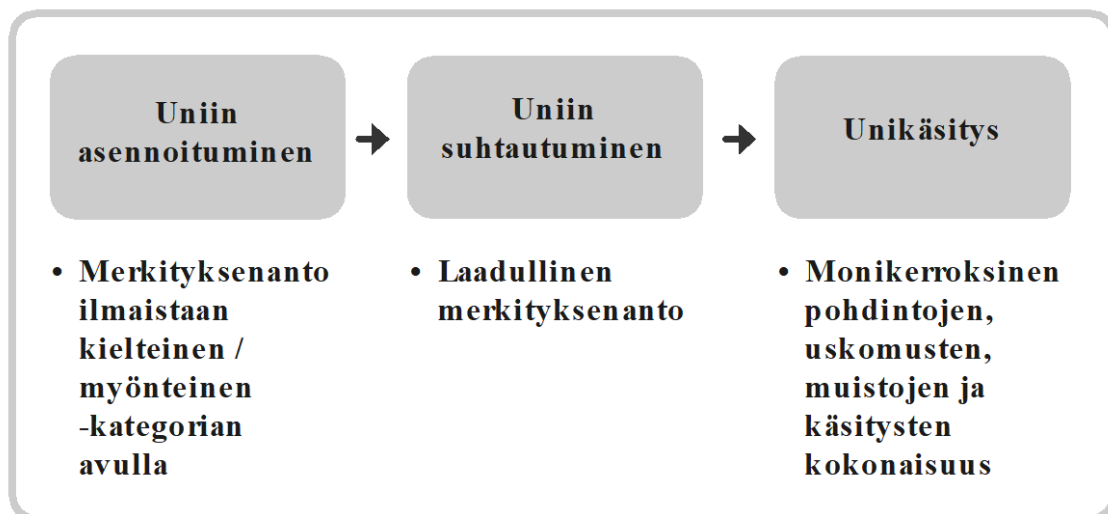 Uniin
asennoituminen
Uniin
suhtautuminen
Unikäsitys
• Merkityksenanto
ilmaistaan
kielteinen /
myönteinen
-kategorian
avulla
• Laadullinen
merkityksenanto
• Monikerroksinen
pohdintojen,
uskomusten,
muistojen ja
käsitysten
kokonaisuus